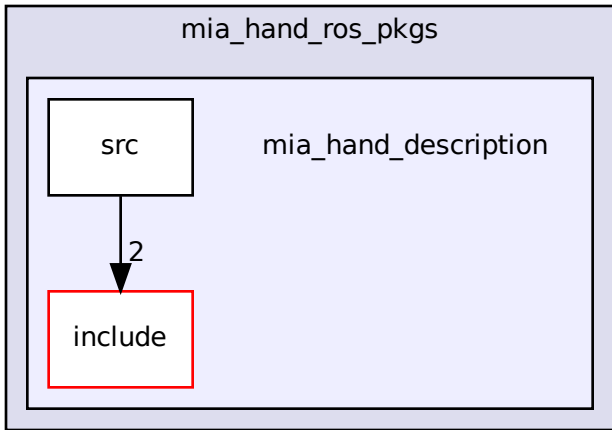 mia_hand_ros_pkgs
src
mia_hand_description
2
include